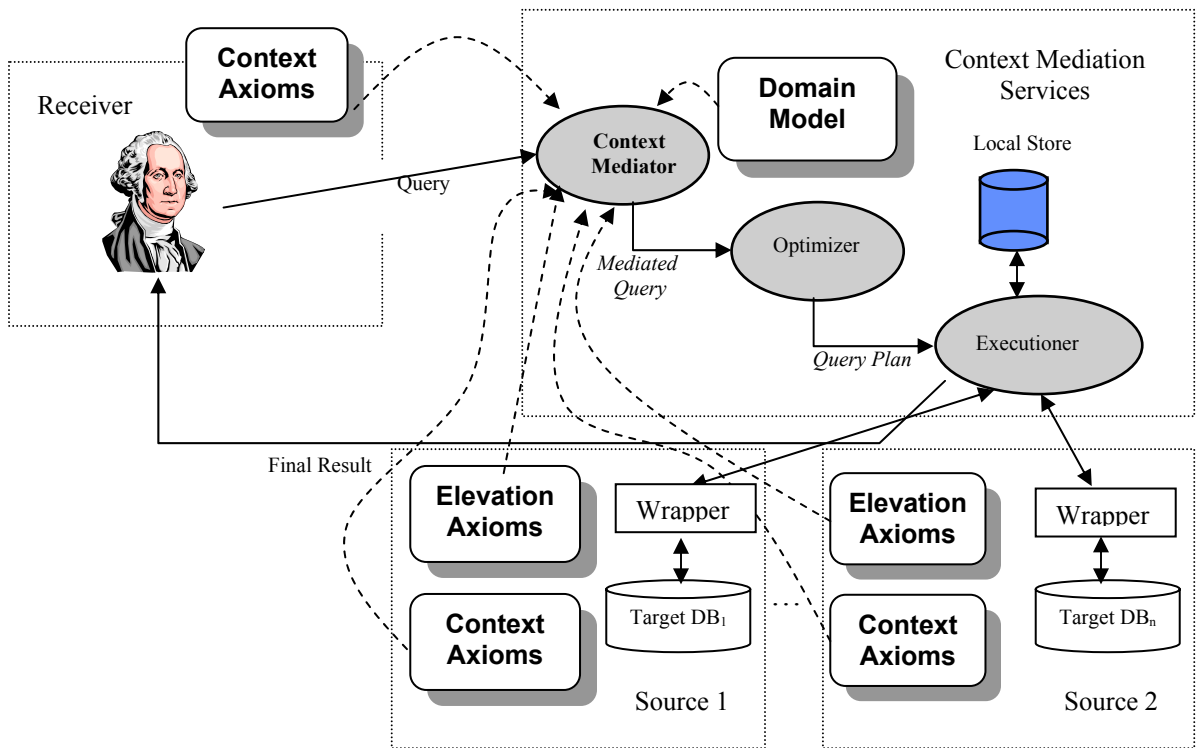 Context
Axioms
Receiver
Query
Context Mediation
Services
Domain
Model
Context
Mediator
Local Store
Optimizer
Mediated
Query
Query Plan
Executioner
Final Result
Elevation
Axioms
Wrapper
Target DB1
Context
Axioms
Source 1
....
Elevation
Axioms
Wrapper
Target DBn
Context
Axioms
Source 2